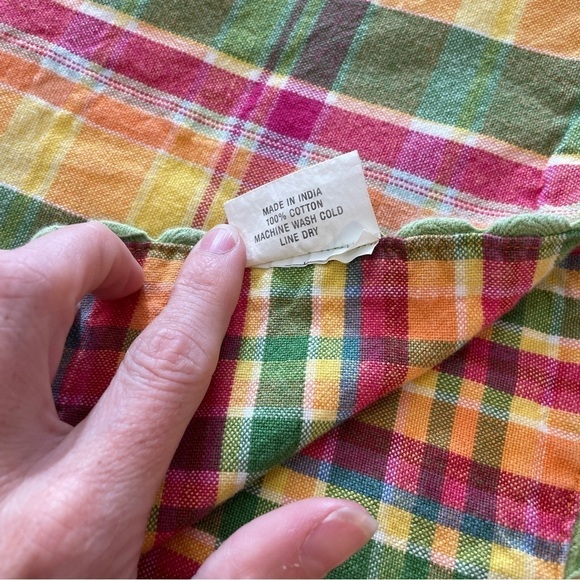 MADE IN INDIA
100% COTTON
MACHINE WASH COLD
LINE DRY